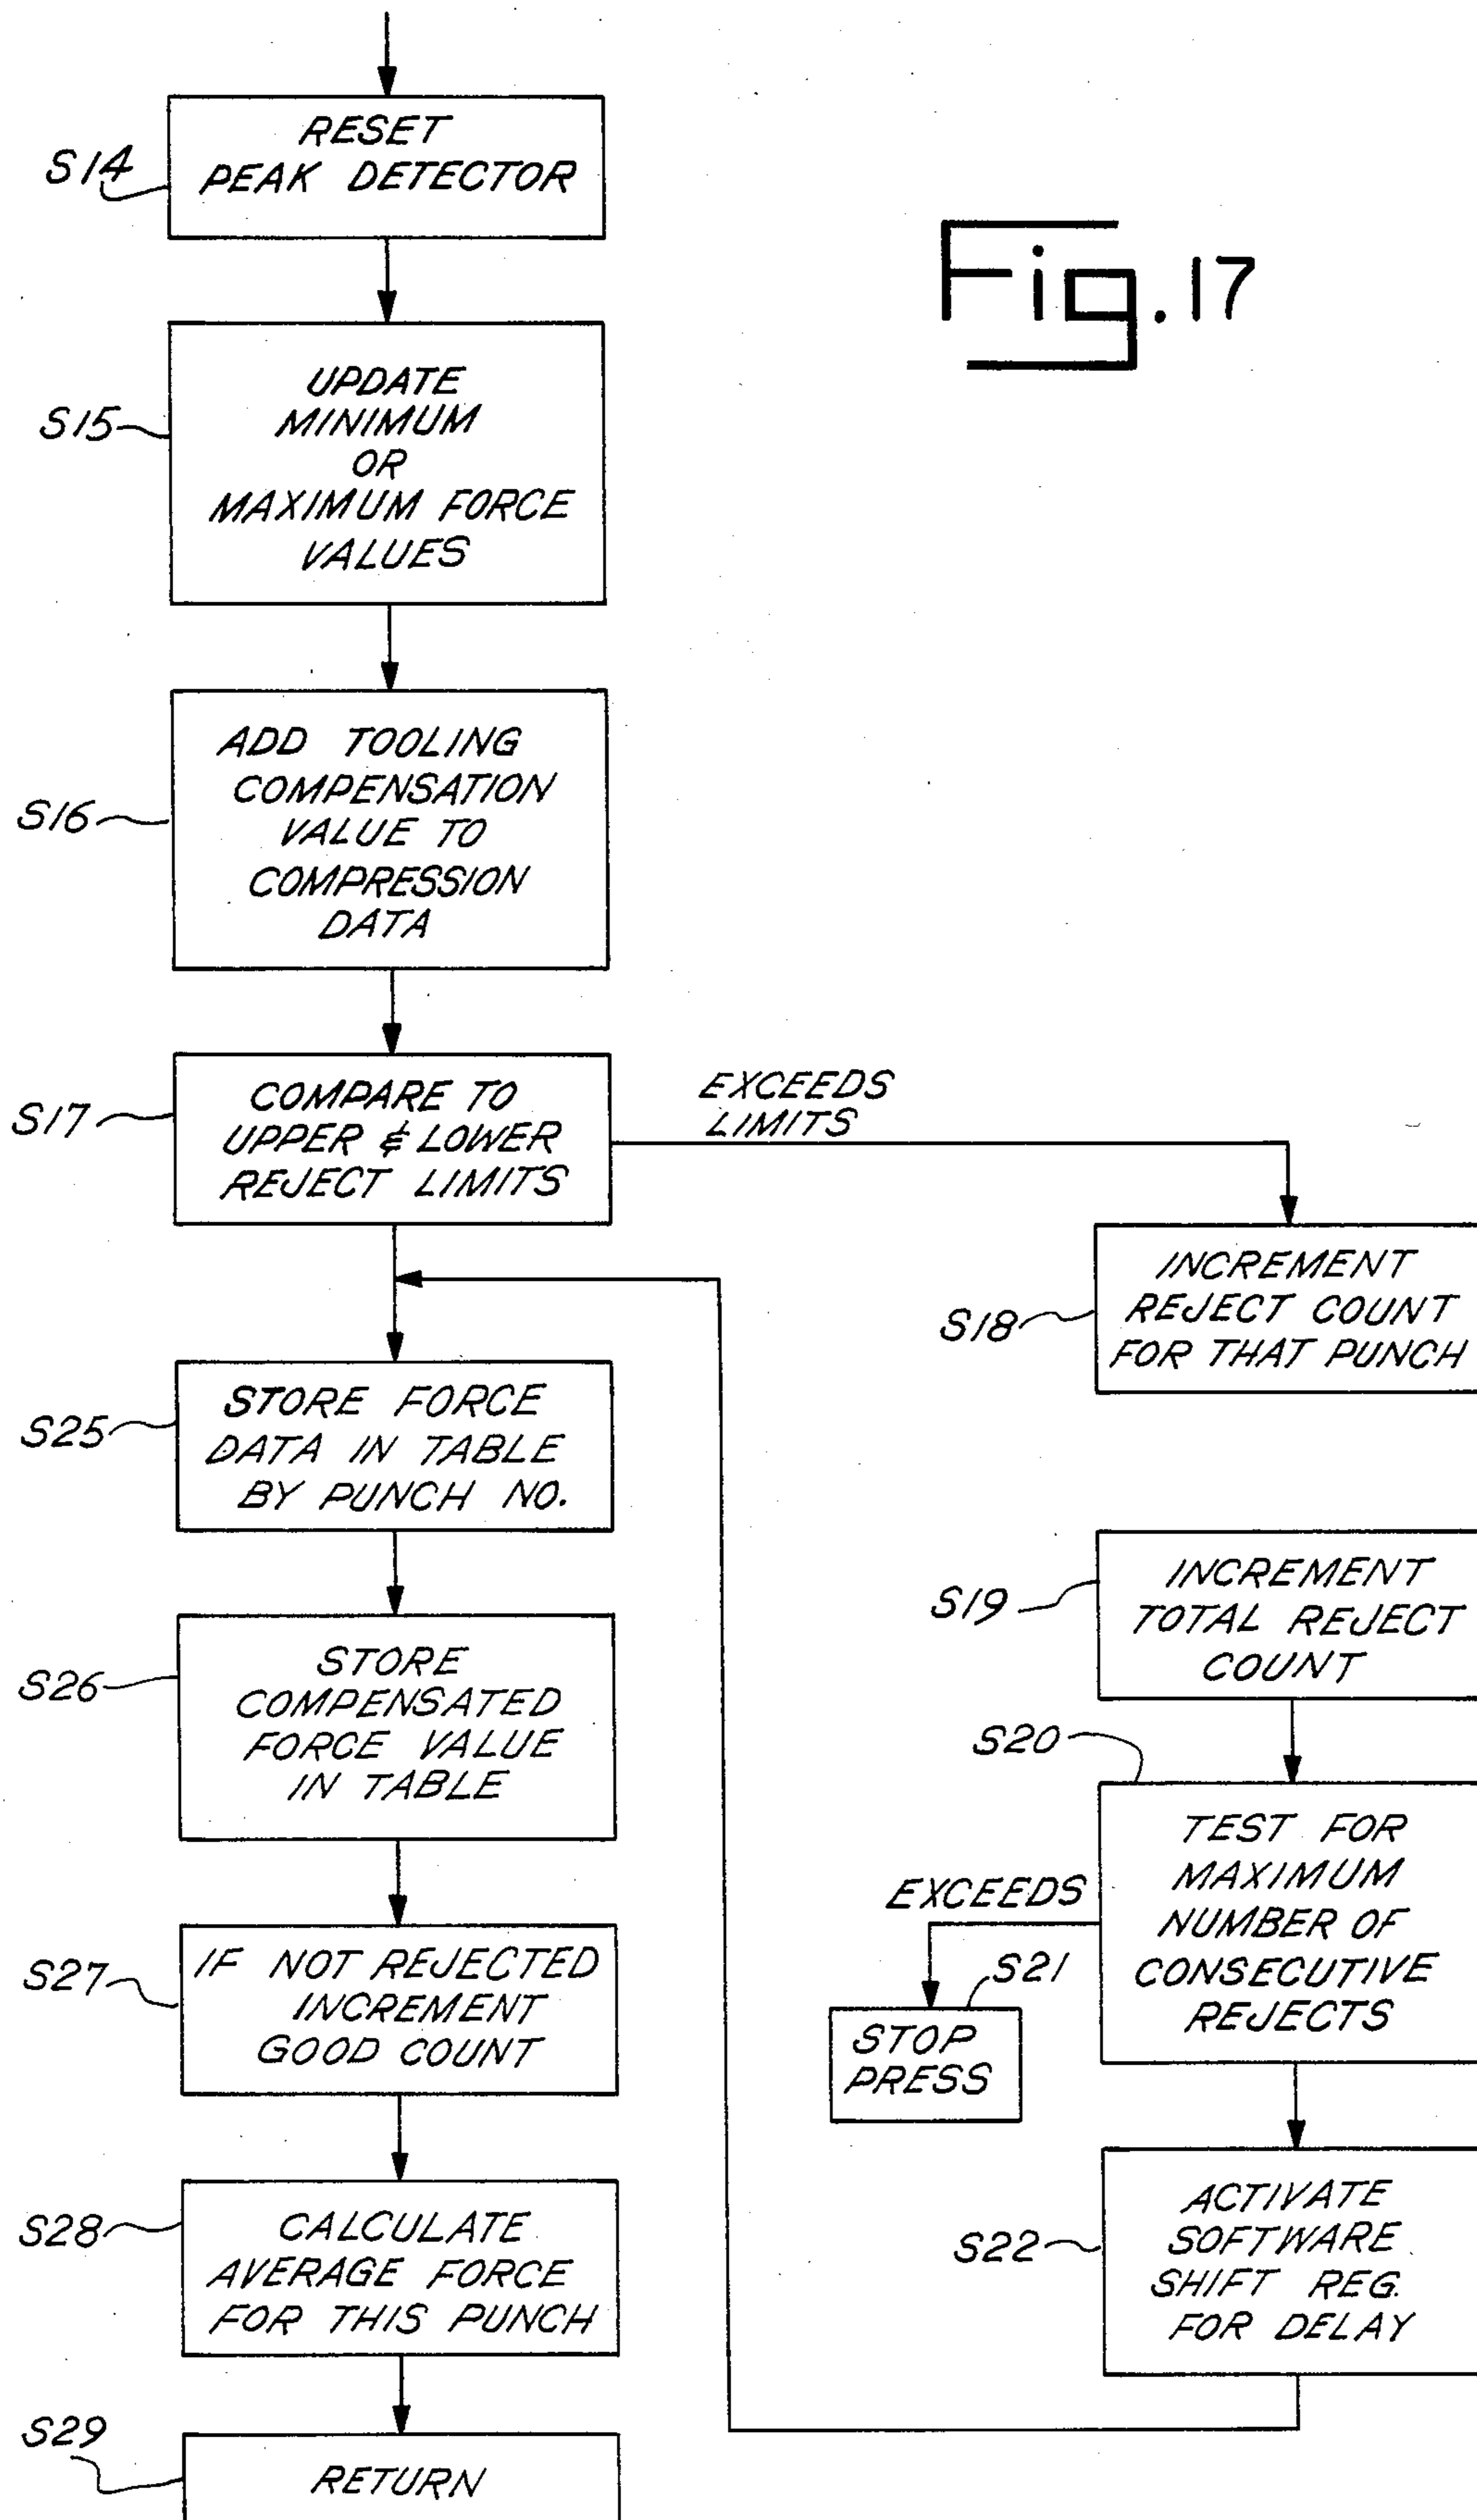 RESET
PEAK DETECTOR
S14
Fig. 17
UPDATE
MINIMUM
OR
MAXIMUM FORCE
VALUES
S15
ADD TOOLING
COMPENSATION
VALUE TO
COMPRESSION
DATA
S16
COMPARE TO
UPPER & LOWER
REJECT LIMITS
S17
EXCEEDS
LIMITS
INCREMENT
REJECT COUNT
FOR THAT PUNCH
S18
STORE FORCE
DATA IN TABLE
BY PUNCH NO.
S25
INCREMENT
TOTAL REJECT
COUNT
S19
STORE
COMPENSATED
FORCE VALUE
IN TABLE
S26
S20
TEST FOR
MAXIMUM
NUMBER OF
CONSECUTIVE
REJECTS
EXCEEDS
S21
STOP
PRESS
IF NOT REJECTED
INCREMENT
GOOD COUNT
S27
ACTIVATE
SOFTWARE
SHIFT REG.
FOR DELAY
S22
CALCULATE
AVERAGE FORCE
FOR THIS PUNCH
S28
S29
RETURN